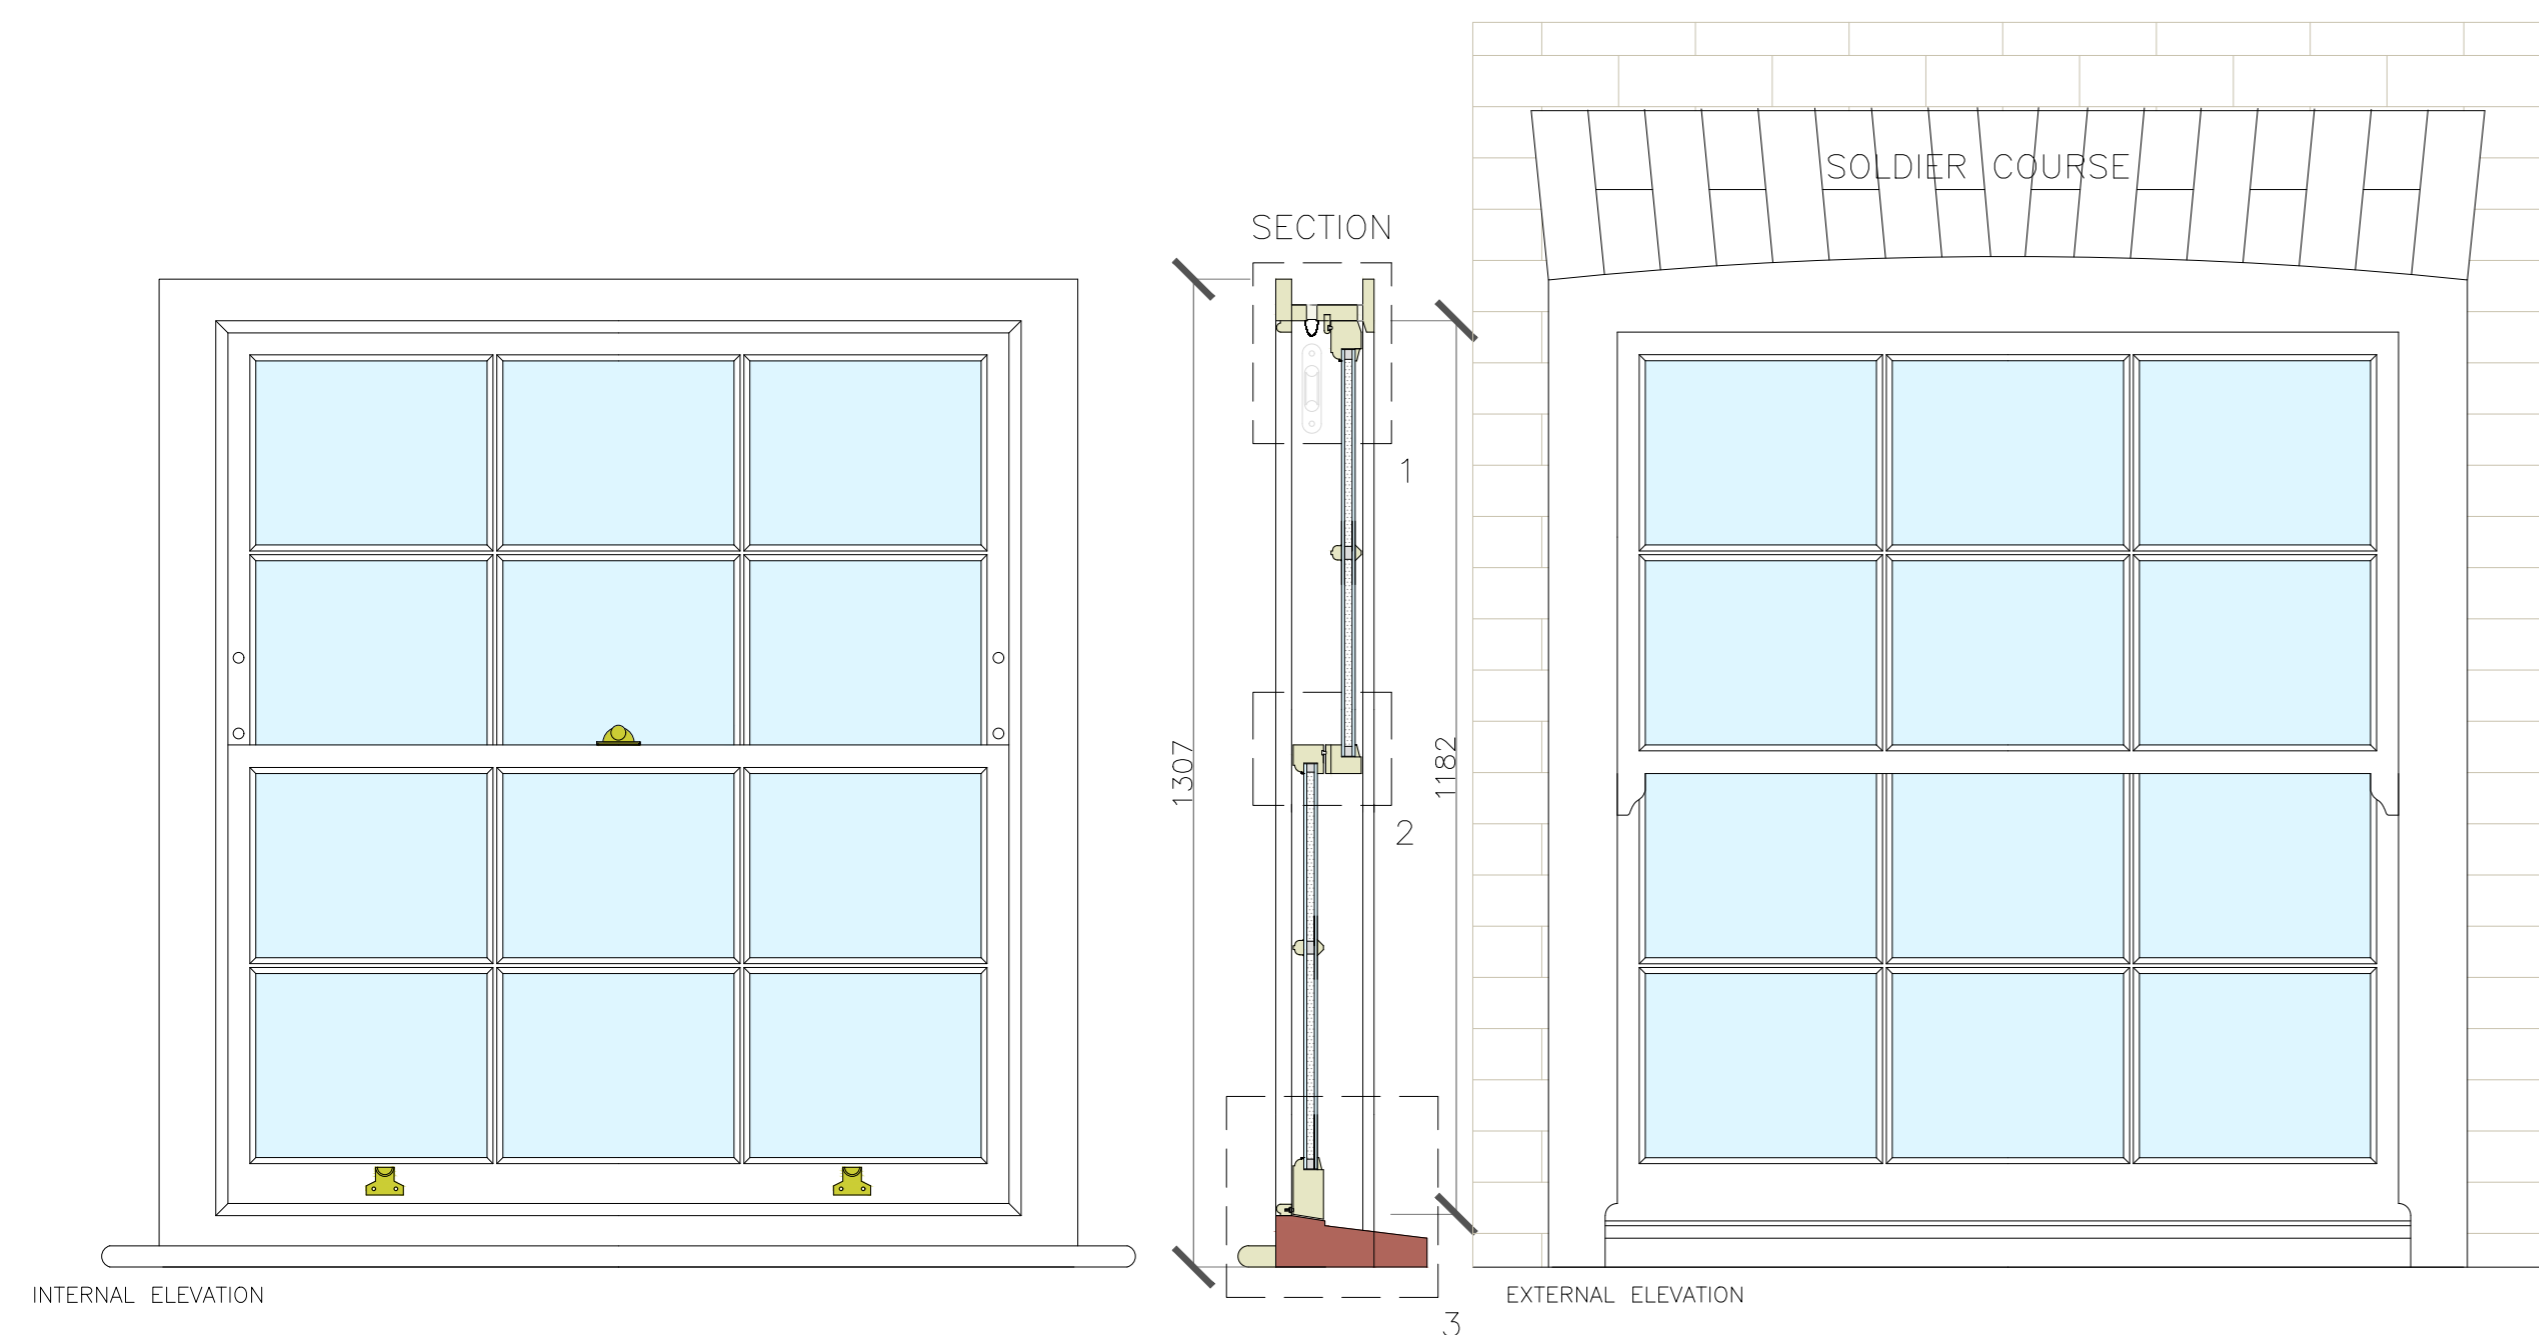 SOLDIER COURSE
SECTION
1
1307
1182
2
INTERNAL ELEVATION
EXTERNAL ELEVATION
3